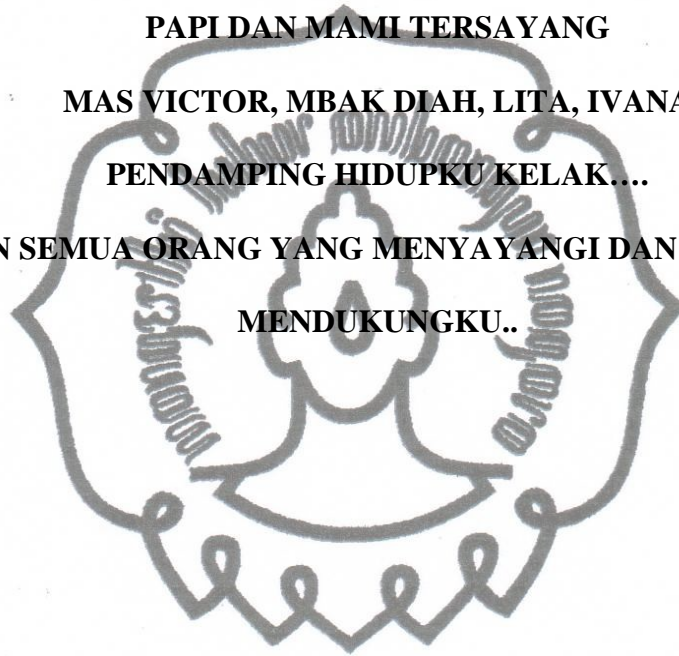 PAPI DAN MAMI TERSAYANG
MAS VICTOR, MBAK DIAH, LITA, IVANA
PENDAMPING HIDUPKU KELAK….
SEMUA ORANG YANG MENYAYANGI DAN
MENDUKUNGKU..